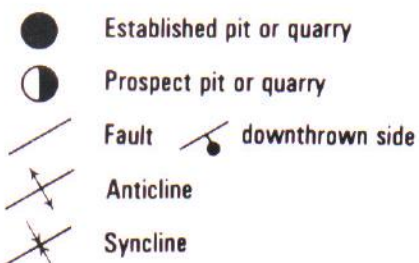 Established pit or quarry
Prospect pit or quarry
Fault downthrown side
Anticline
Syncline